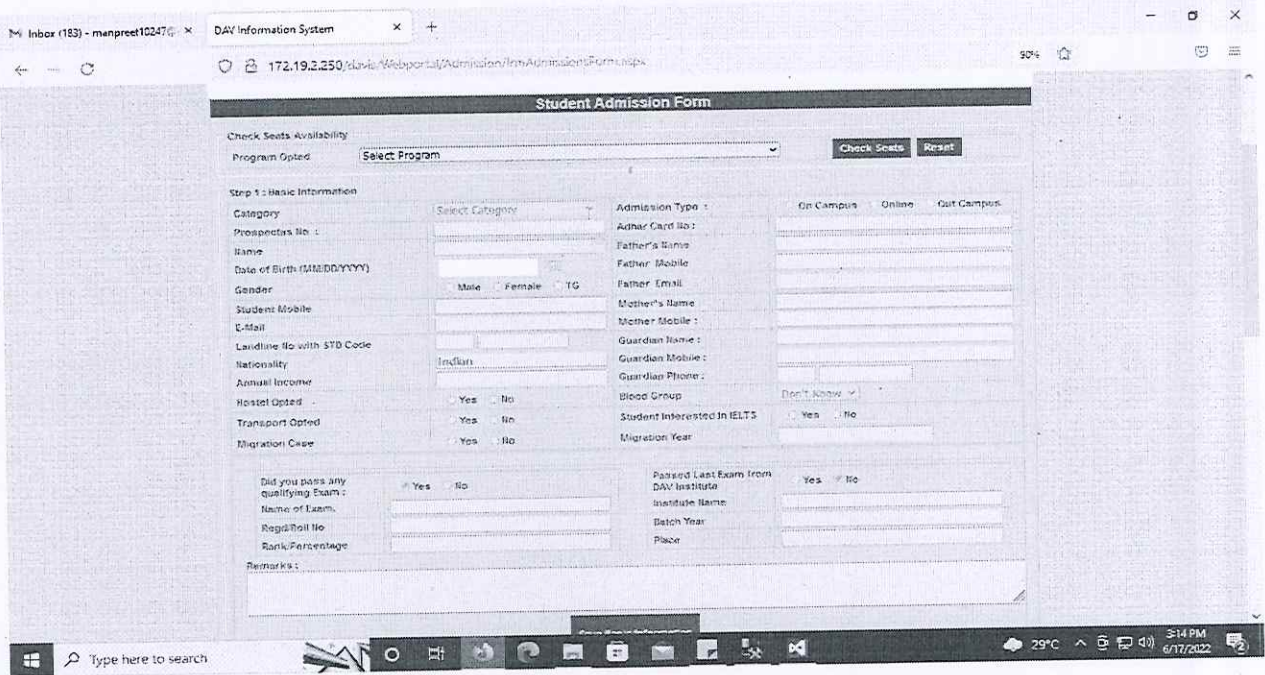 Inbox (183) - manpreet10247
DAV Information System
172.19.2.250/davis/Webportal/Admission/frmAdmissionsForm.aspx
90%
Student Admission Form
Check Seats Availability
Program Opted Select Program Check Seats Reset
Step 1 : Basic Information
Category Select Category Admission Type : On Campus Online Out Campus
Prospectus No : Adhar Card No :
Name Father's Name
Date of Birth (MM/DD/YYYY) Father Mobile
Gender Male Female TG Father Email
Student Mobile Mother's Name
E-Mail Mother Mobile :
Landline No with STD Code Guardian Name :
Nationality Indian Guardian Mobile :
Annual Income Guardian Phone :
Hostel Opted Yes No Blood Group Don't Know
Transport Opted Yes No Student Interested In IELTS Yes No
Migration Case Yes No Migration Year
Did you pass any qualifying Exam : Yes No Passed Last Exam from DAV Institute Yes No
Name of Exam. Institute Name
Regd/Roll No Batch Year
Rank/Percentage Place
Remarks :
Type here to search
29°C
3:14 PM
6/17/2022